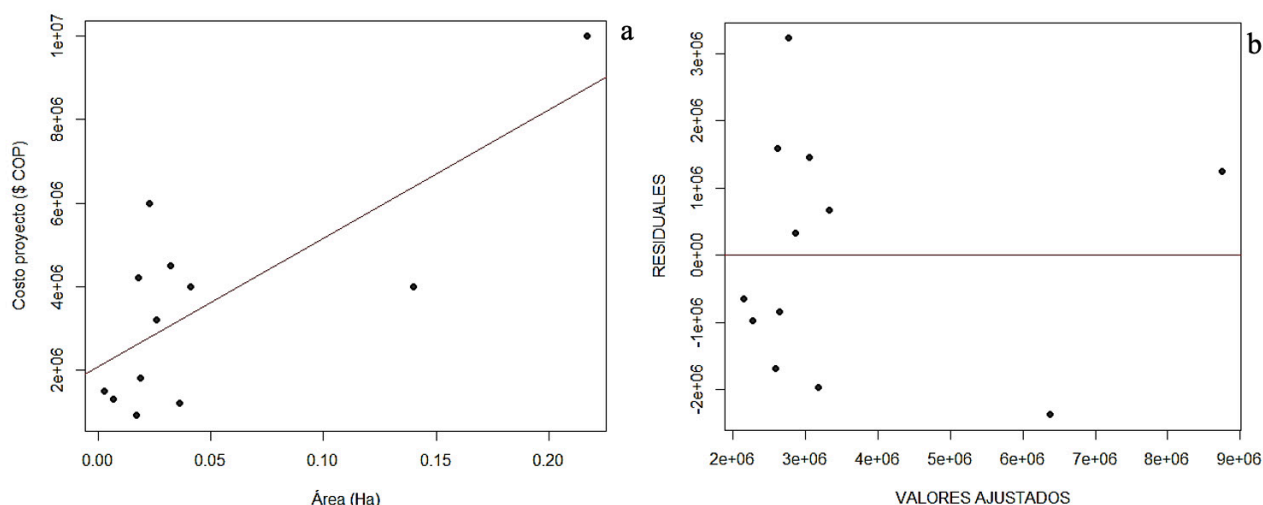 a
Costo proyecto ($ COP)
1e+07
8e+06
6e+06
4e+06
2e+06
0.00 0.05 0.10 0.15 0.20
Área (Ha)
b
RESIDUALES
3e+06
2e+06
1e+06
0e+00
-1e+06
-2e+06
2e+06 3e+06 4e+06 5e+06 6e+06 7e+06 8e+06 9e+06
VALORES AJUSTADOS